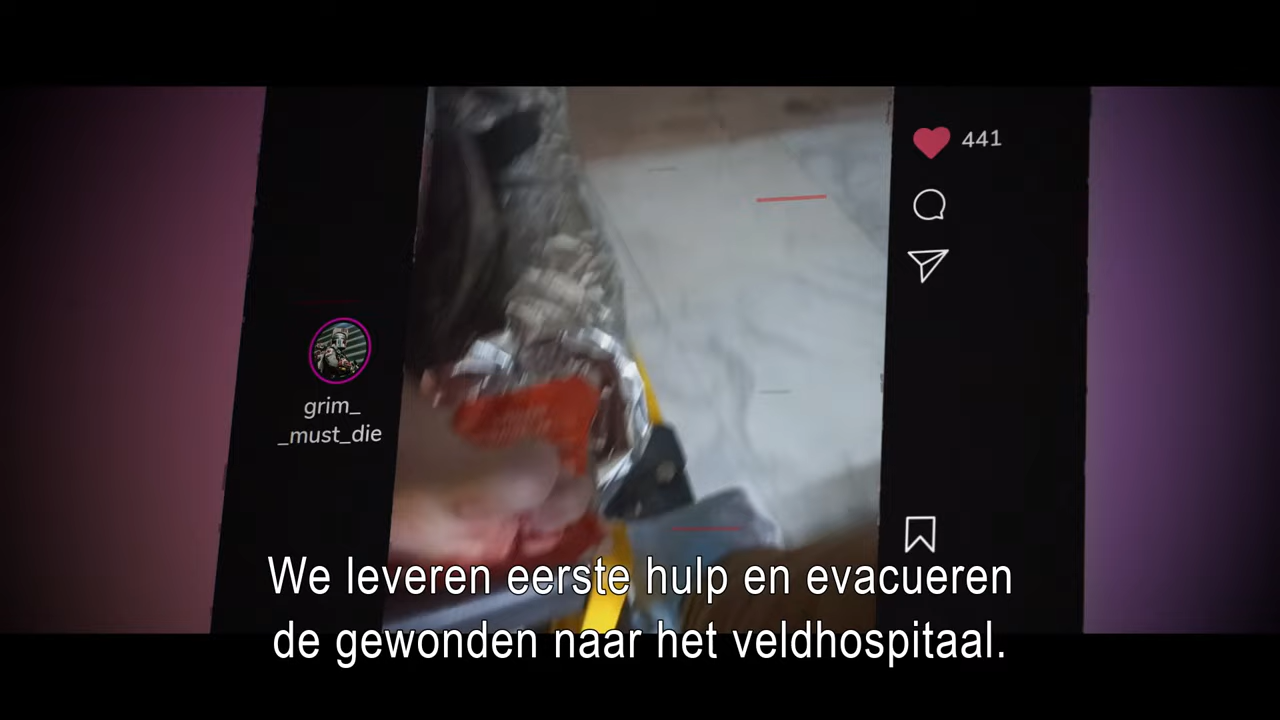 441
grim_
_must_die
We leveren eerste hulp en evacueren
de gewonden naar het veldhospitaal.